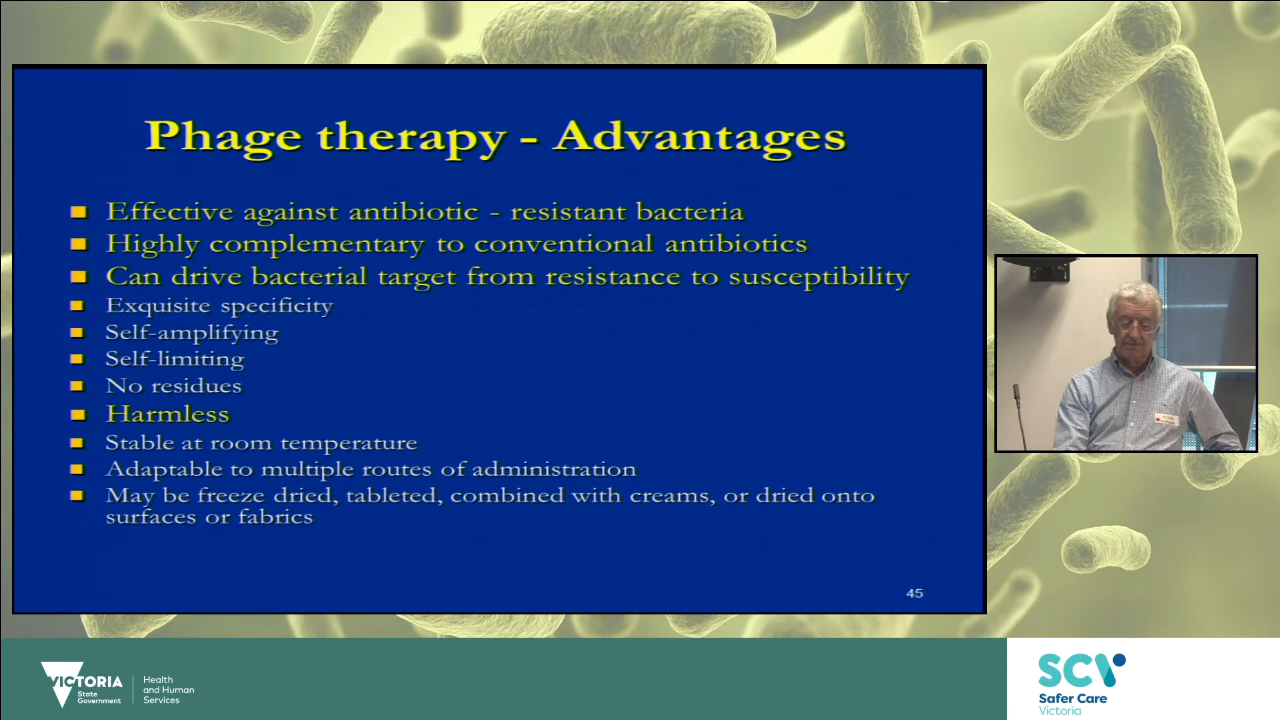 Phage therapy - Advantages
Effective against antibiotic - resistant bacteria
Highly complementary to conventional antibiotics
Can drive bacterial target from resistance to susceptibility
Exquisite specificity
Self-amplifying
Self-limiting
No residues
Harmless
Stable at room temperature
Adaptable to multiple routes of administration
May be freeze dried, tableted, combined with creams, or dried onto
surfaces or fabrics
45
VICTORIA
State
Government
Health
and Human
Services
SCV
Safer Care
Victoria